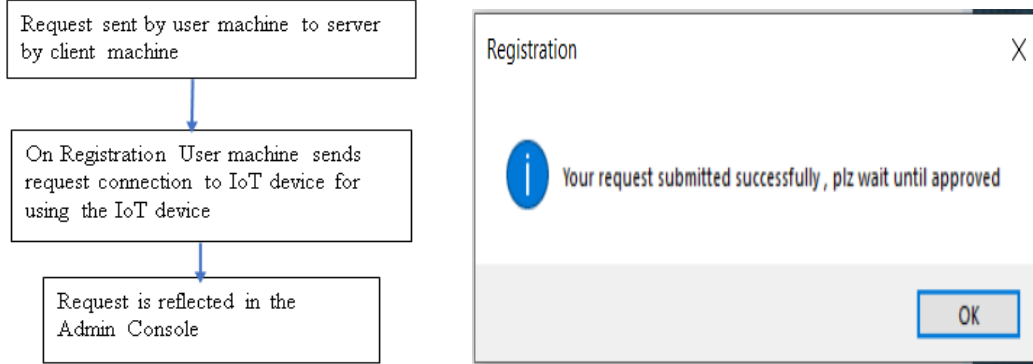 Request sent by user machine to server
by client machine
On Registration User machine sends
request connection to IoT device for
using the IoT device
Request is reflected in the
Admin Console
Registration
X
Your request submitted successfully , plz wait until approved
OK